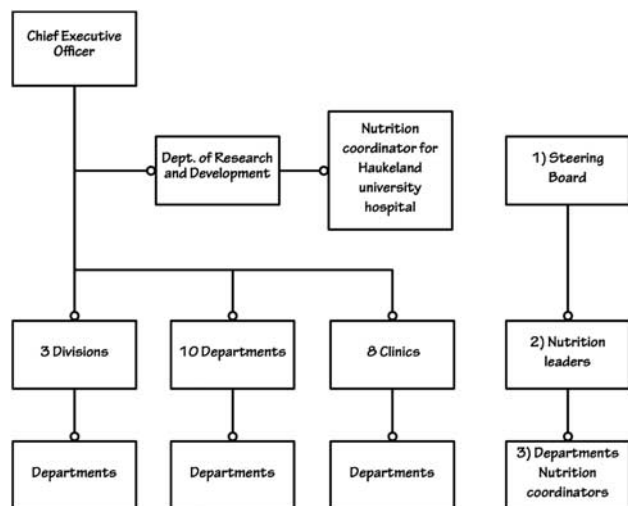 Chief Executive
Officer
Dept. of Research
and Development
Nutrition
coordinator for
Haukeland
university
hospital
1) Steering
Board
3 Divisions
10 Departments
8 Clinics
2) Nutrition
leaders
Departments
Departments
Departments
3) Departments
Nutrition
coordinators